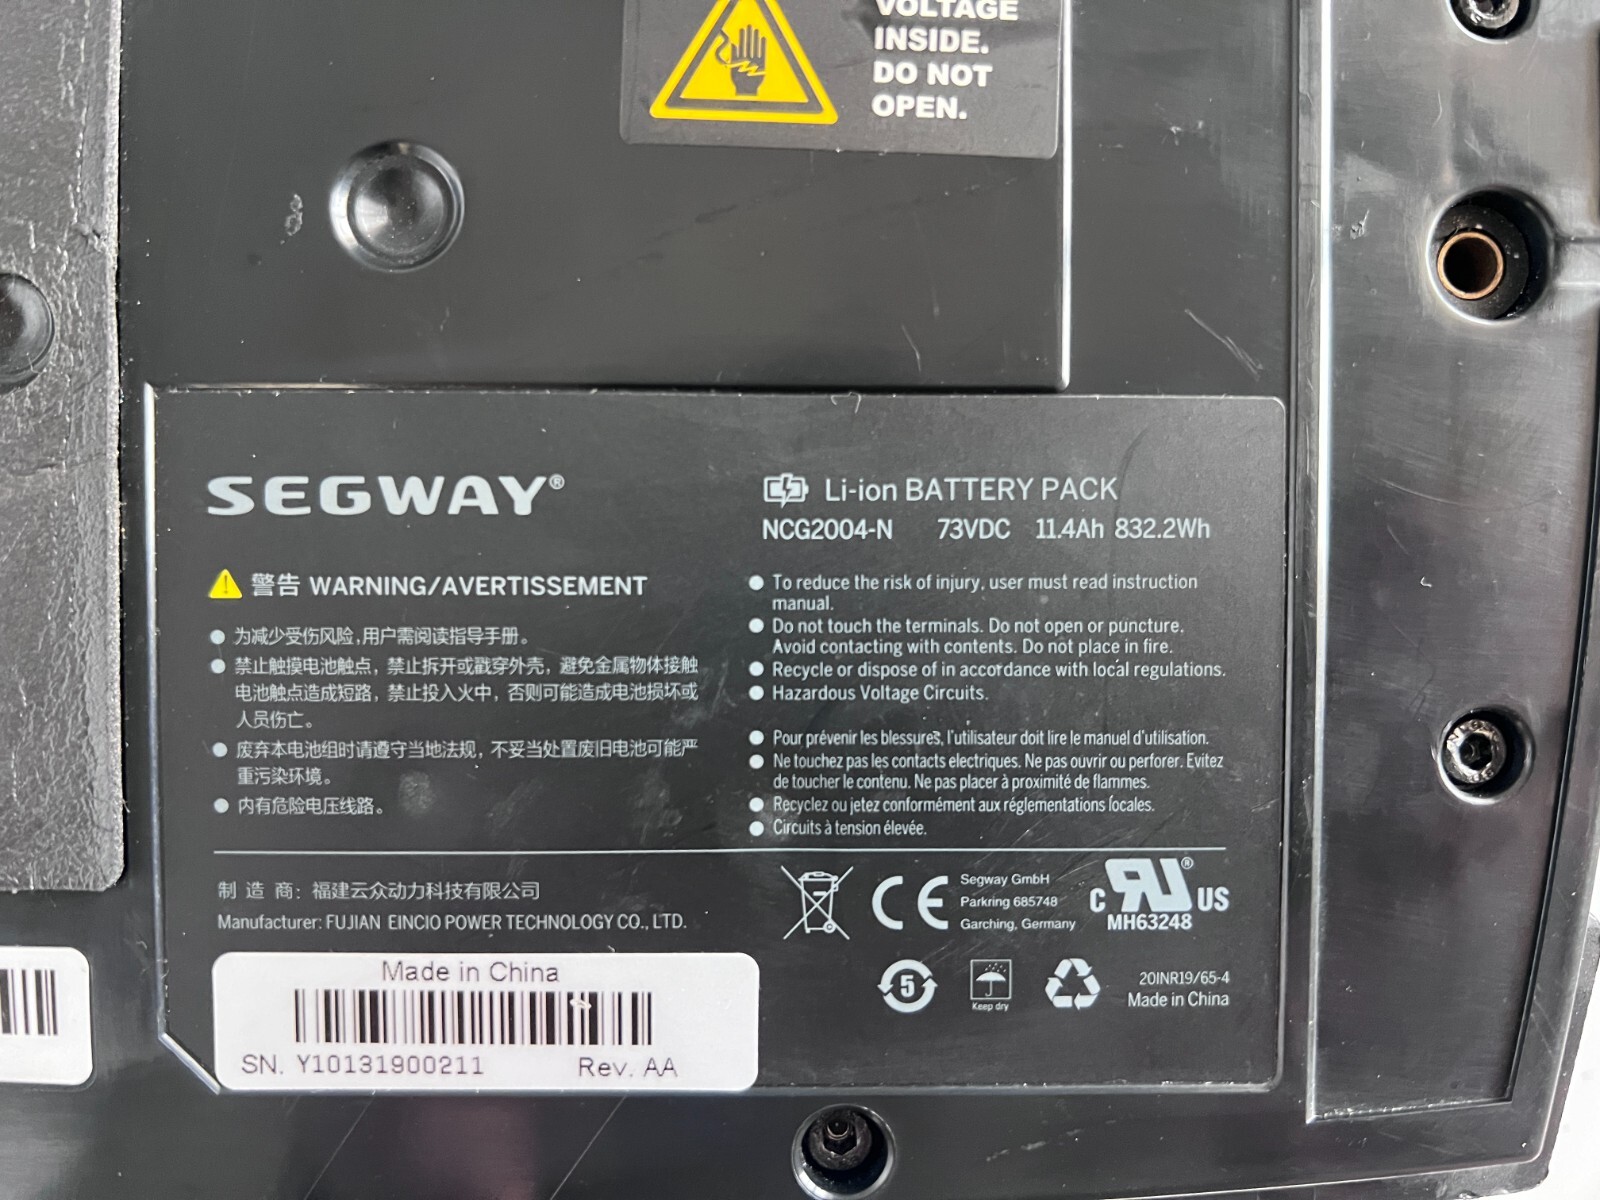 VOLTAGE
INSIDE.
DO NOT
OPEN.
SEGWAY®
警告 WARNING/AVERTISSEMENT
● 为减少受伤风险,用户需阅读指导手册。
● 禁止触摸电池触点，禁止拆开或戳穿外壳，避免金属物体接触
电池触点造成短路，禁止投入火中，否则可能造成电池损坏或
人员伤亡。
● 废弃本电池组时请遵守当地法规，不妥当处置废旧电池可能严
重污染环境。
● 内有危险电压线路。
Li-ion BATTERY PACK
NCG2004-N 73VDC 11.4Ah 832.2Wh
● To reduce the risk of injury, user must read instruction
manual.
● Do not touch the terminals. Do not open or puncture.
Avoid contacting with contents. Do not place in fire.
● Recycle or dispose of in accordance with local regulations.
● Hazardous Voltage Circuits.
● Pour prévenir les blessures, l'utilisateur doit lire le manuel d'utilisation.
● Ne touchez pas les contacts electriques. Ne pas ouvrir ou perforer. Evitez
de toucher le contenu. Ne pas placer à proximité de flammes.
● Recyclez ou jetez conformément aux réglementations locales.
● Circuits à tension élevée.
制 造 商: 福建云众动力科技有限公司
Manufacturer: FUJIAN EINCIO POWER TECHNOLOGY CO., LTD.
CE
Segway GmbH
Parkring 685748
Garching, Germany
c RU® US
MH63248
5
Keep dry
20INR19/65-4
Made in China
Made in China
SN. Y10131900211 Rev. AA